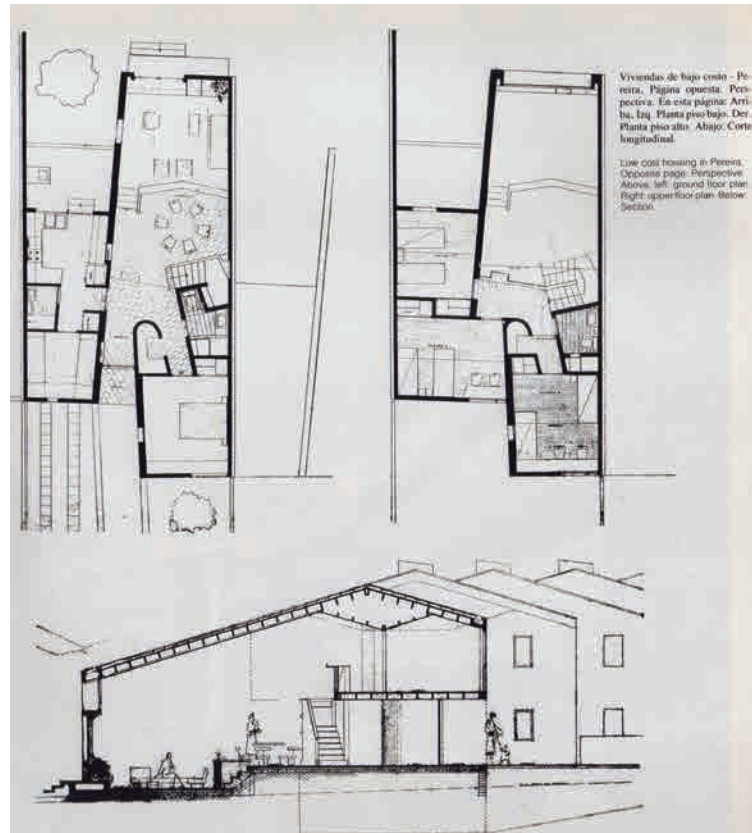 Viviendas de bajo costo - Pe-
reira. Página opuesta: Pers-
pectiva. En esta página: Arri-
ba, Izq. Planta piso bajo. Der.
Planta piso alto. Abajo: Corte
longitudinal.
Low cost housing in Pereira.
Opposite page: Perspective.
Above, left: ground floor plan.
Right: upper floor plan. Below:
Section.